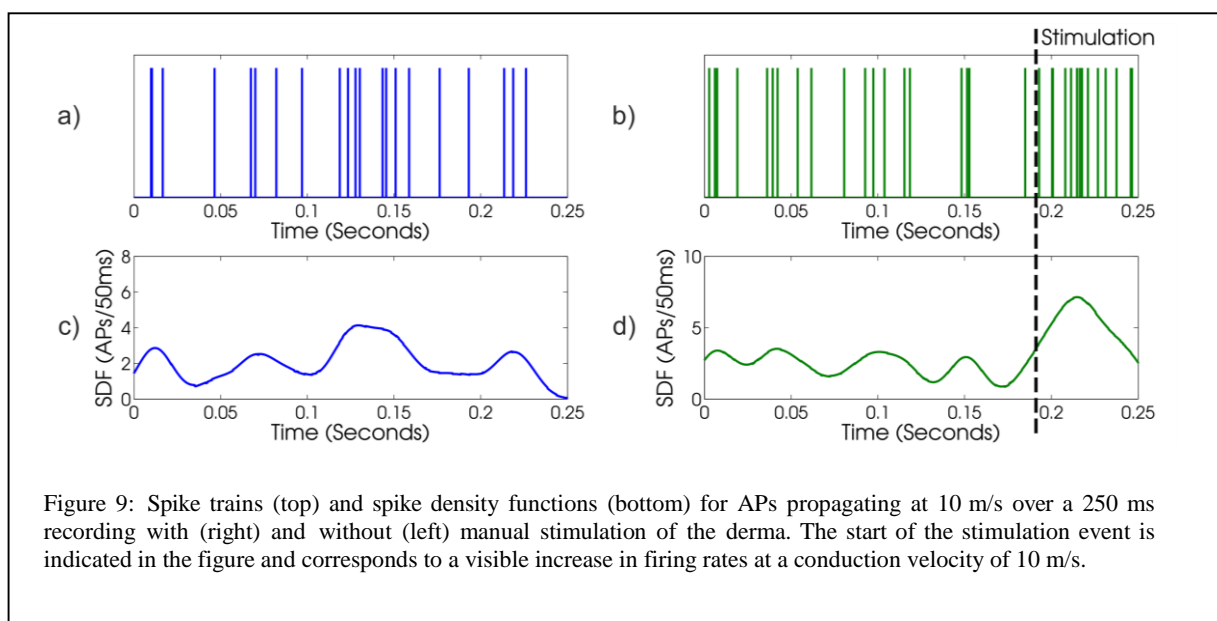 Stimulation
a)
b)
0 0.05 0.1 0.15 0.2 0.25
Time (Seconds)
0 0.05 0.1 0.15 0.2 0.25
Time (Seconds)
c)
SDF (APs/50ms)
8
6
4
2
0
0 0.05 0.1 0.15 0.2 0.25
Time (Seconds)
d)
SDF (APs/50ms)
10
5
0
0 0.05 0.1 0.15 0.2 0.25
Time (Seconds)
Figure 9: Spike trains (top) and spike density functions (bottom) for APs propagating at 10 m/s over a 250 ms
recording with (right) and without (left) manual stimulation of the derma. The start of the stimulation event is
indicated in the figure and corresponds to a visible increase in firing rates at a conduction velocity of 10 m/s.